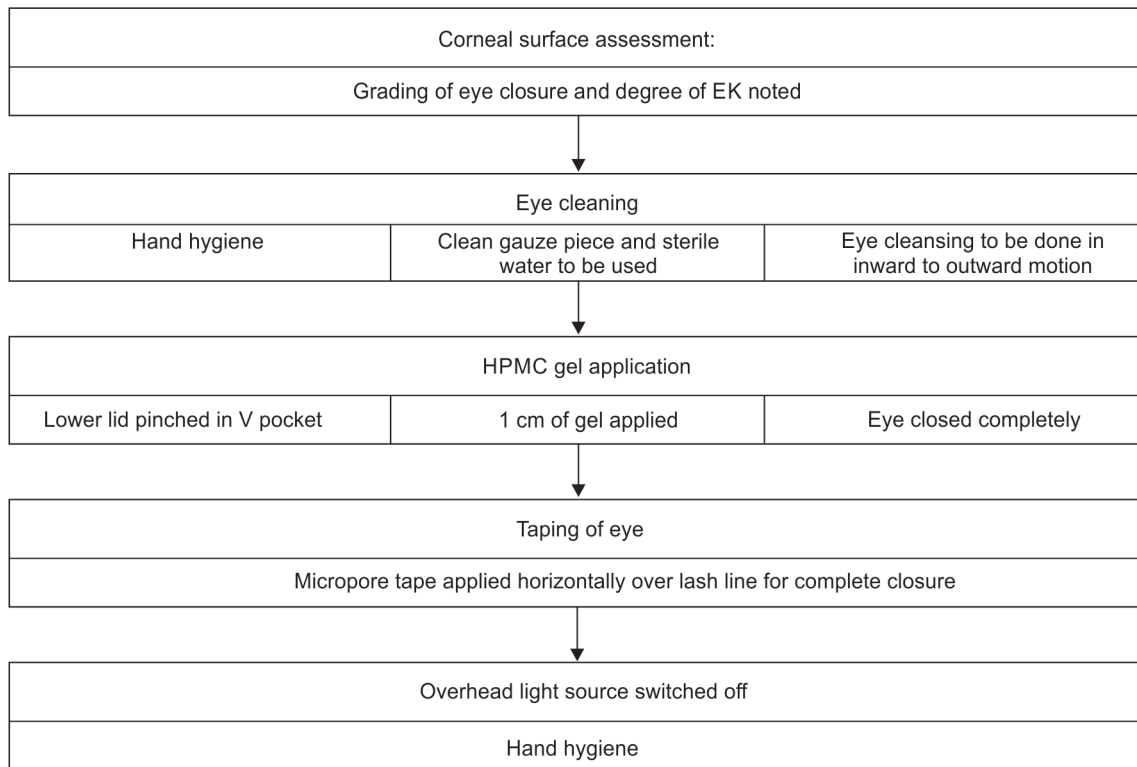 Corneal surface assessment:
Grading of eye closure and degree of EK noted
Eye cleaning
Hand hygiene
Clean gauze piece and sterile
water to be used
Eye cleansing to be done in
inward to outward motion
HPMC gel application
Lower lid pinched in V pocket
1 cm of gel applied
Eye closed completely
Taping of eye
Micropore tape applied horizontally over lash line for complete closure
Overhead light source switched off
Hand hygiene